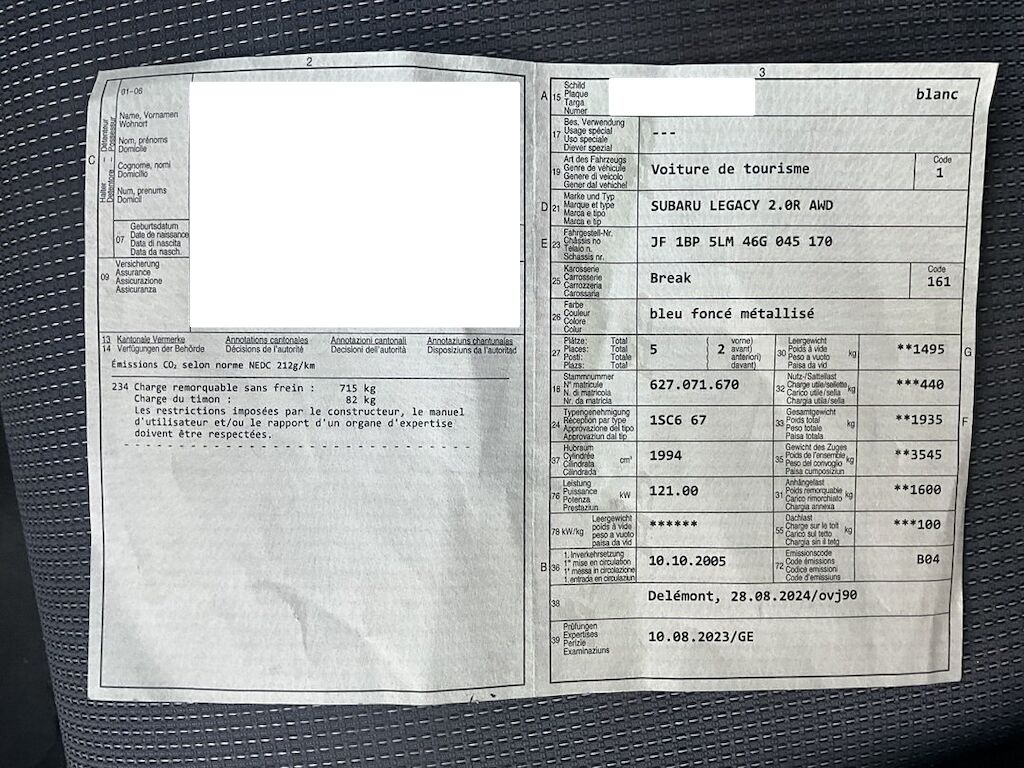 2
01-06
Name, Vornamen
Wohnort
Nom, prénoms
Domicile
Cognome, nomi
Domicilio
Num, prenums
Domicil
C
Halter – Détenteur
Detentore – Possessur
07
Geburtsdatum
Date de naissance
Data di nascita
Data da nasch.
09
Versicherung
Assurance
Assicurazione
Assicuranza
13 Kantonale Vermerke Annotations cantonales Annotazioni cantonali Annotaziuns chantunalas
14 Verfügungen der Behörde Décisions de l'autorité Decisioni dell'autorità Disposiziuns da l'autoritad
Émissions CO₂ selon norme NEDC 212g/km
234 Charge remorquable sans frein : 715 kg
Charge du timon : 82 kg
Les restrictions imposées par le constructeur, le manuel
d'utilisateur et/ou le rapport d'un organe d'expertise
doivent être respectées.
3
A 15
Schild
Plaque
Targa
Numer
blanc
17
Bes. Verwendung
Usage spécial
Uso speciale
Diever spezial
---
19
Art des Fahrzeugs
Genre de véhicule
Genere di veicolo
Gener dal vehichel
Voiture de tourisme
Code
1
D 21
Marke und Typ
Marque et type
Marca e tipo
Marca e tip
SUBARU LEGACY 2.0R AWD
E 23
Fahrgestell-Nr.
Châssis no
Telaio n.
Schassis nr.
JF 1BP 5LM 46G 045 170
25
Karosserie
Carrosserie
Carrozzeria
Carossaria
Break
Code
161
26
Farbe
Couleur
Colore
Colur
bleu foncé métallisé
27
Plätze: Total
Places: Total
Posti: Totale
Plazs: Total
5
( vorne)
( avant)
( anteriori)
( davant)
2
30
Leergewicht
Poids à vide
Peso a vuoto
Paisa da vid
kg
**1495
G
18
Stammnummer
N° matricule
N. di matricola
Nr. da matricla
627.071.670
32
Nutz-/Sattellast
Charge utile/sellette
Carico utile/sella
Chargia utila/sella
kg
***440
24
Typengenehmigung
Réception par type
Approvazione del tipo
Approvaziun dal tip
1SC6 67
33
Gesamtgewicht
Poids total
Peso totale
Paisa totala
kg
**1935
F
37
Hubraum
Cylindrée
Cilindrata
Cilindrada
cm³
1994
35
Gewicht des Zuges
Poids de l'ensemble
Peso del convoglio
Paisa cumposiziun
kg
**3545
76
Leistung
Puissance
Potenza
Prestaziun
kW
121.00
31
Anhängelast
Poids remorquable
Carico rimorchiato
Chargia annexa
kg
**1600
78 kW/kg
Leergewicht
poids à vide
peso a vuoto
paisa da vid
******
55
Dachlast
Charge sur le toit
Carico sul tetto
Chargia sin il tetg
kg
***100
B 36
1. Inverkehrsetzung
1re mise en circulation
1a messa in circolazione
1. entrada en circulaziun
10.10.2005
72
Emissionscode
Code émissions
Codice emissioni
Code d'emissiuns
B04
38
Delémont, 28.08.2024/ovj90
39
Prüfungen
Expertises
Perizie
Examinaziuns
10.08.2023/GE